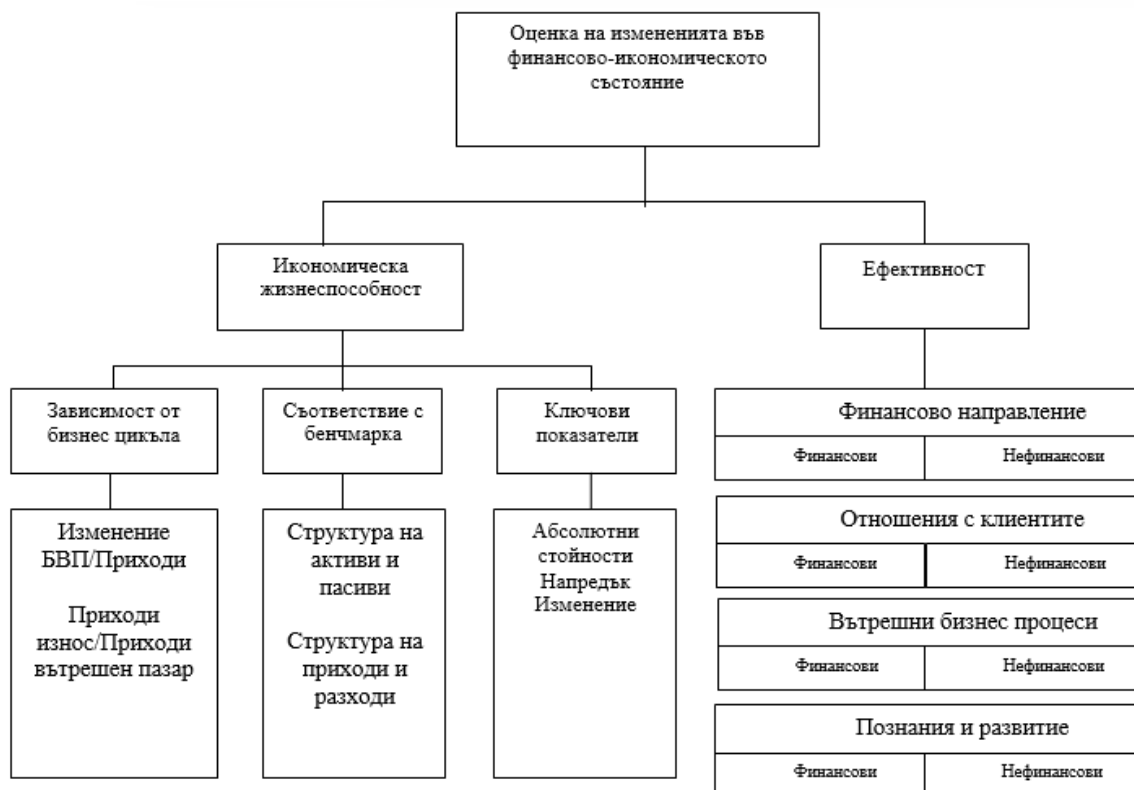 Оценка на измененията във
финансово-икономическото
състояние
Икономическа
жизнеспособност
Ефективност
Зависимост от
бизнес цикъла
Съответствие с
бенчмарка
Ключови
показатели
Изменение
БВП/Приходи
Приходи
износ/Приходи
вътрешен пазар
Структура на
активи и
пасиви
Структура на
приходи и
разходи
Абсолютни
стойности
Напредък
Изменение
Финансово направление
Финансови Нефинансови
Отношения с клиентите
Финансови Нефинансови
Вътрешни бизнес процеси
Финансови Нефинансови
Познания и развитие
Финансови Нефинансови